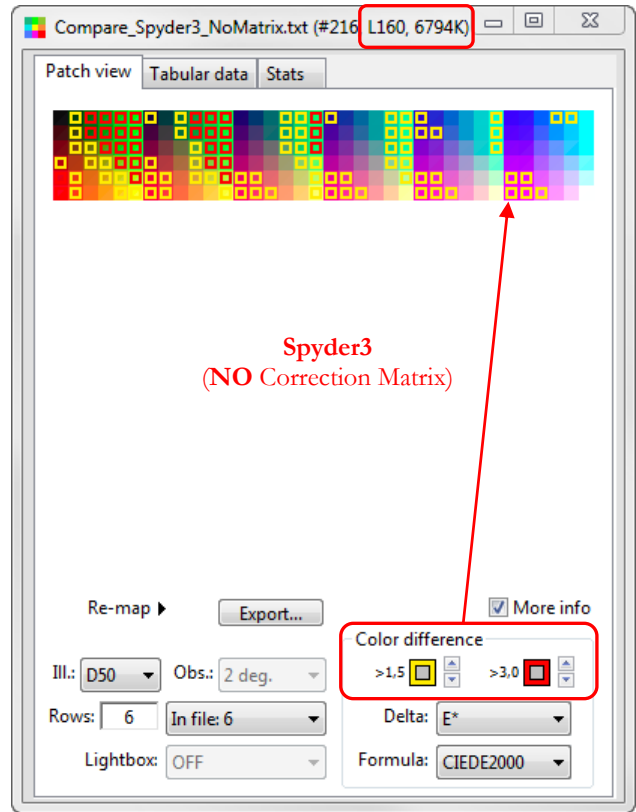 Compare_Spyder3_NoMatrix.txt (#216 L160, 6794K)
Patch view Tabular data Stats
Spyder3
(NO Correction Matrix)
Re-map Export... More info
Color difference
Ill.: D50 Obs.: 2 deg. >1,5 >3,0
Rows: 6 In file: 6 Delta: E*
Lightbox: OFF Formula: CIEDE2000